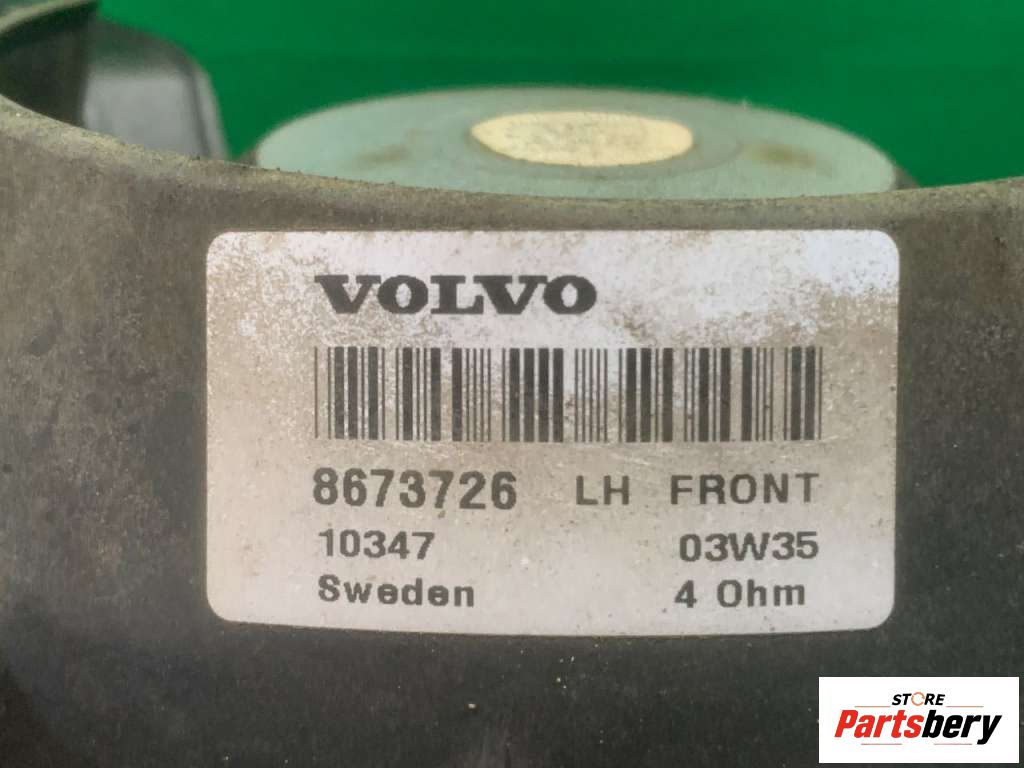 VOLVO
8673726 LH FRONT
10347 03W35
Sweden 4 Ohm
STORE
Partsbery